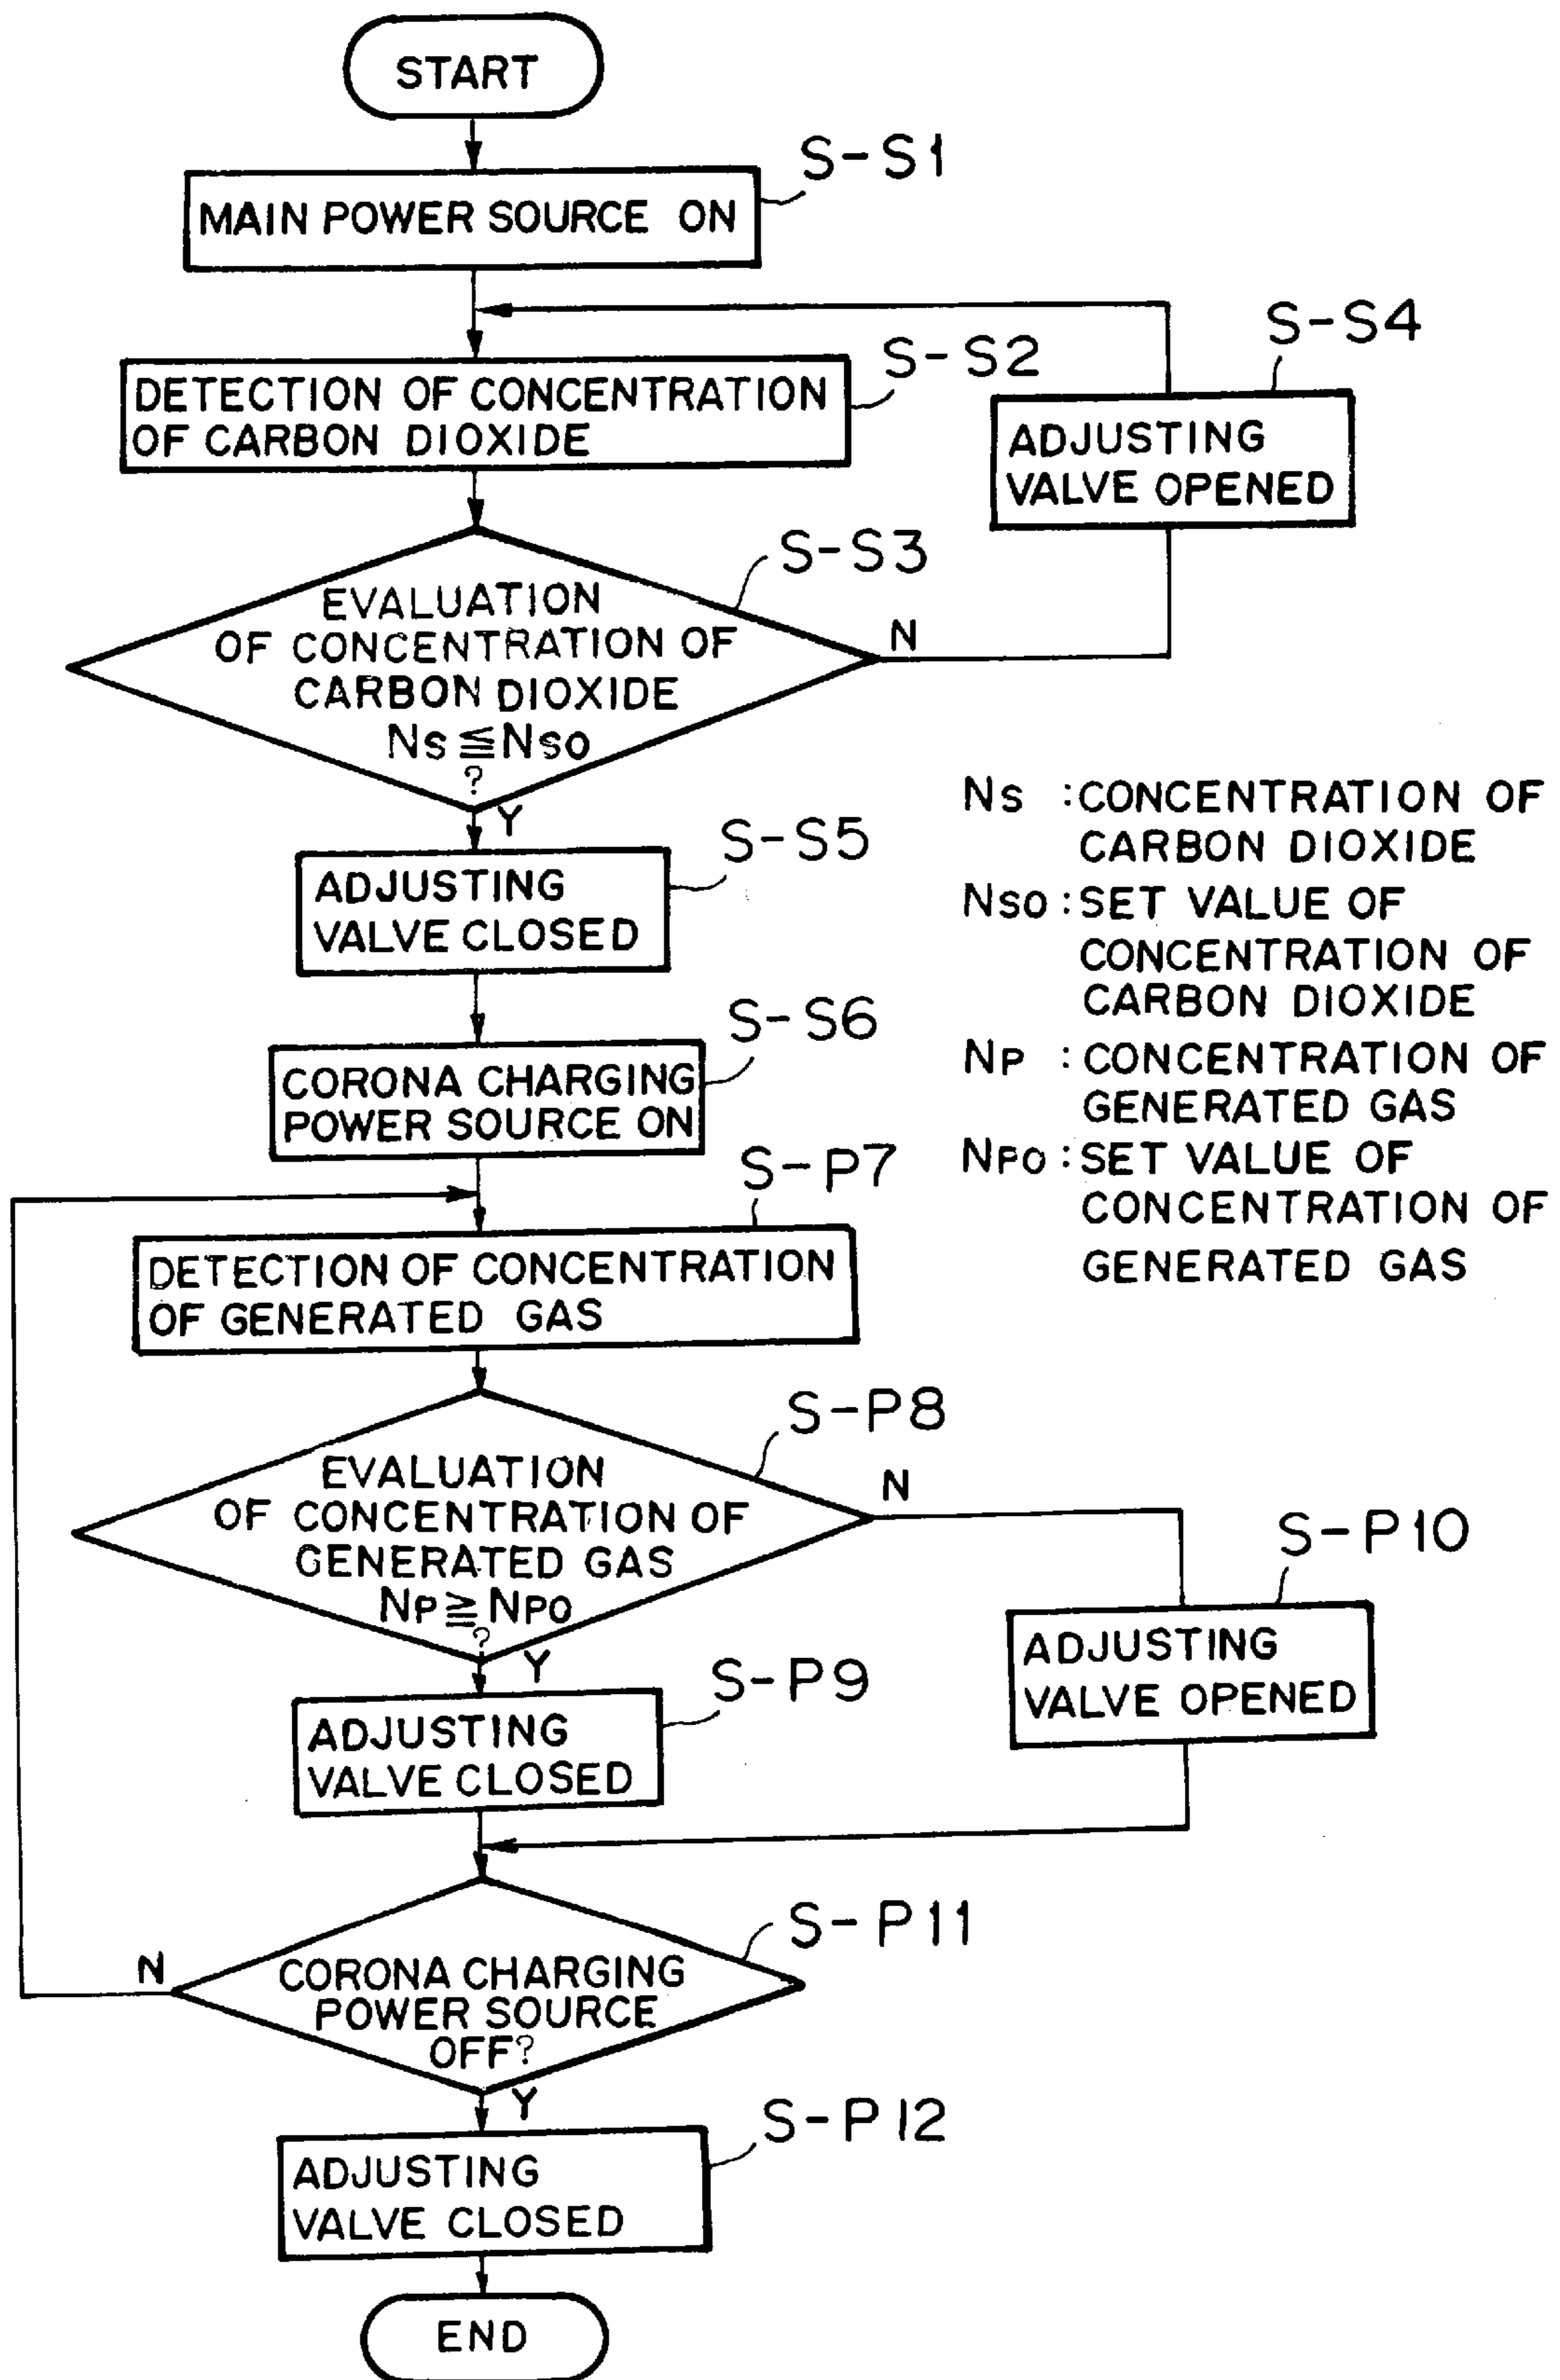 START
S-S1
MAIN POWER SOURCE ON
S-S2
DETECTION OF CONCENTRATION
OF CARBON DIOXIDE
S-S4
ADJUSTING
VALVE OPENED
S-S3
EVALUATION
OF CONCENTRATION OF
CARBON DIOXIDE
Ns ≦ Nso
?
N
Y
S-S5
ADJUSTING
VALVE CLOSED
S-S6
CORONA CHARGING
POWER SOURCE ON
Ns : CONCENTRATION OF
CARBON DIOXIDE
Nso : SET VALUE OF
CONCENTRATION OF
CARBON DIOXIDE
Np : CONCENTRATION OF
GENERATED GAS
Npo : SET VALUE OF
CONCENTRATION OF
GENERATED GAS
S-P7
DETECTION OF CONCENTRATION
OF GENERATED GAS
S-P8
EVALUATION
OF CONCENTRATION OF
GENERATED GAS
Np ≧ Npo
?
N
Y
S-P10
ADJUSTING
VALVE OPENED
S-P9
ADJUSTING
VALVE CLOSED
S-P11
CORONA CHARGING
POWER SOURCE
OFF?
N
Y
S-P12
ADJUSTING
VALVE CLOSED
END